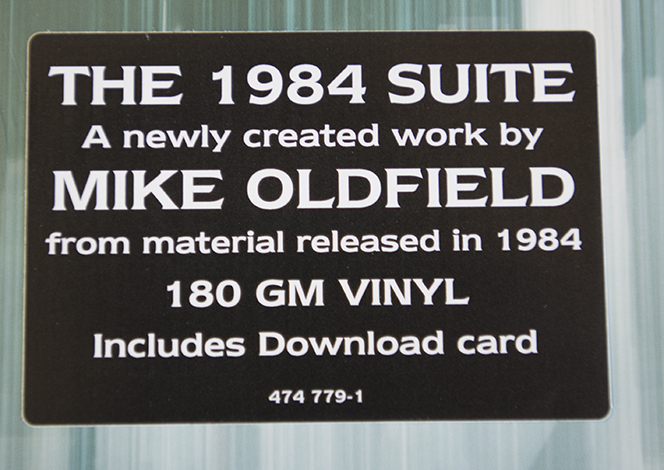 THE 1984 SUITE
A newly created work by
MIKE OLDFIELD
from material released in 1984
180 GM VINYL
Includes Download card
474 779-1